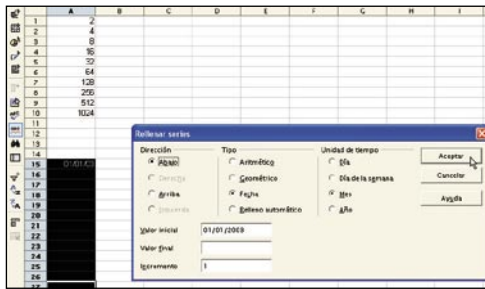 A B C D E F G H I
1 2
2 4
3 8
4 16
5 32
6 64
7 128
8 256
9 512
10 1024
11
12
13
14
15 01/01/03
16
17
18
19
20
21
22
23
24
25
26
27
Rellenar series
Dirección Tipo Unidad de tiempo
Abajo Aritmético Día Aceptar
Derecha Geométrico Día de la semana Cancelar
Arriba Fecha Mes
Izquierda Relleno automático Año Ayuda
Valor inicial 01/01/2003
Valor final
Incremento 1